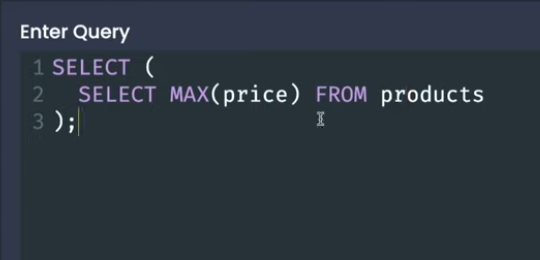 Enter Query
1 SELECT (
2   SELECT MAX(price) FROM products
3 );